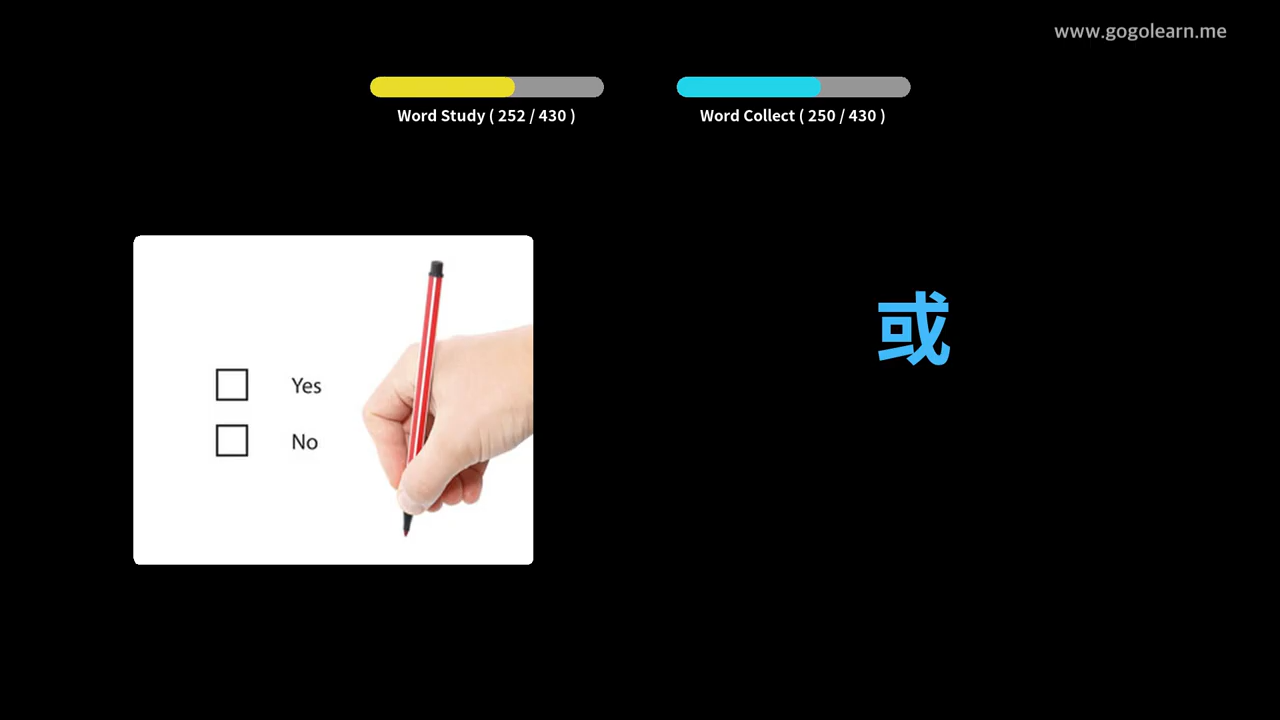 www.gogolearn.me
Word Study ( 252 / 430 )
Word Collect ( 250 / 430 )
Yes
No
或